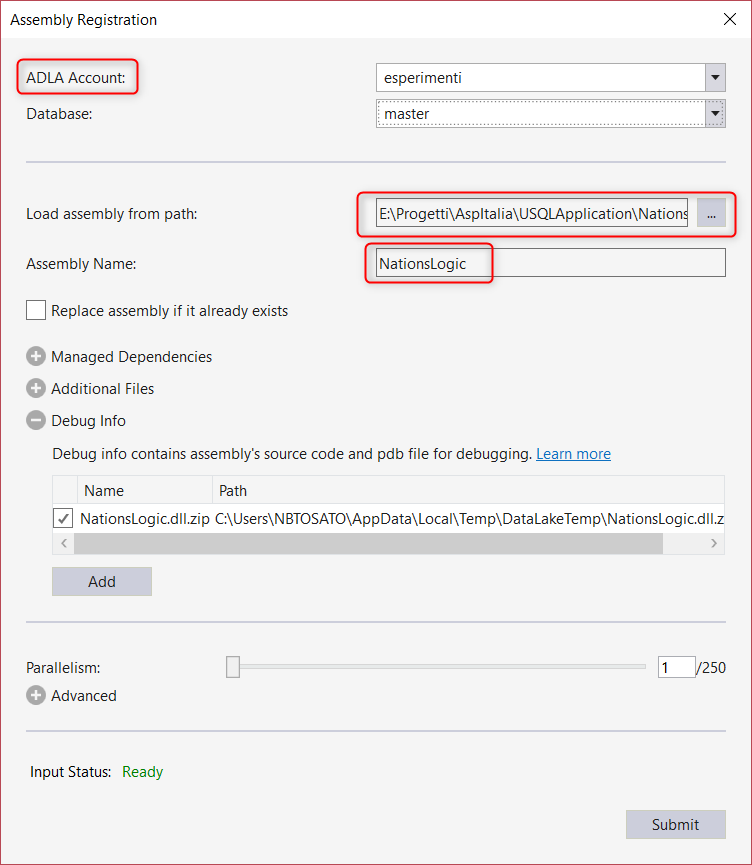 Assembly Registration
ADLA Account: esperimenti
Database: master
Load assembly from path: E:\Progetti\AspItalia\USQLApplication\Nations ...
Assembly Name: NationsLogic
Replace assembly if it already exists
Managed Dependencies
Additional Files
Debug Info
Debug info contains assembly's source code and pdb file for debugging. Learn more
Name Path
NationsLogic.dll.zip C:\Users\NBTOSATO\AppData\Local\Temp\DataLakeTemp\NationsLogic.dll.z
Add
Parallelism: 1 /250
Advanced
Input Status: Ready
Submit